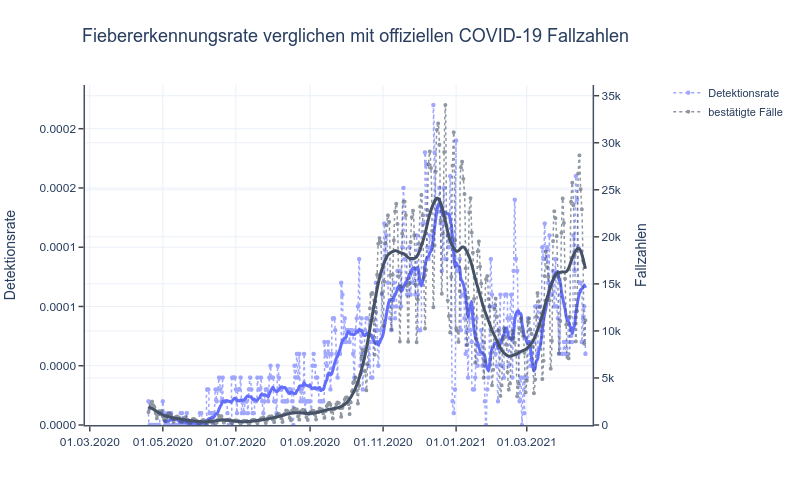 Fiebererkennungsrate verglichen mit offiziellen COVID-19 Fallzahlen
Detektionsrate
bestätigte Fälle
Detektionsrate
0.0002
0.0002
0.0001
0.0001
0.0000
0.0000
35k
30k
25k
20k
15k
10k
5k
0
Fallzahlen
01.03.2020 01.05.2020 01.07.2020 01.09.2020 01.11.2020 01.01.2021 01.03.2021